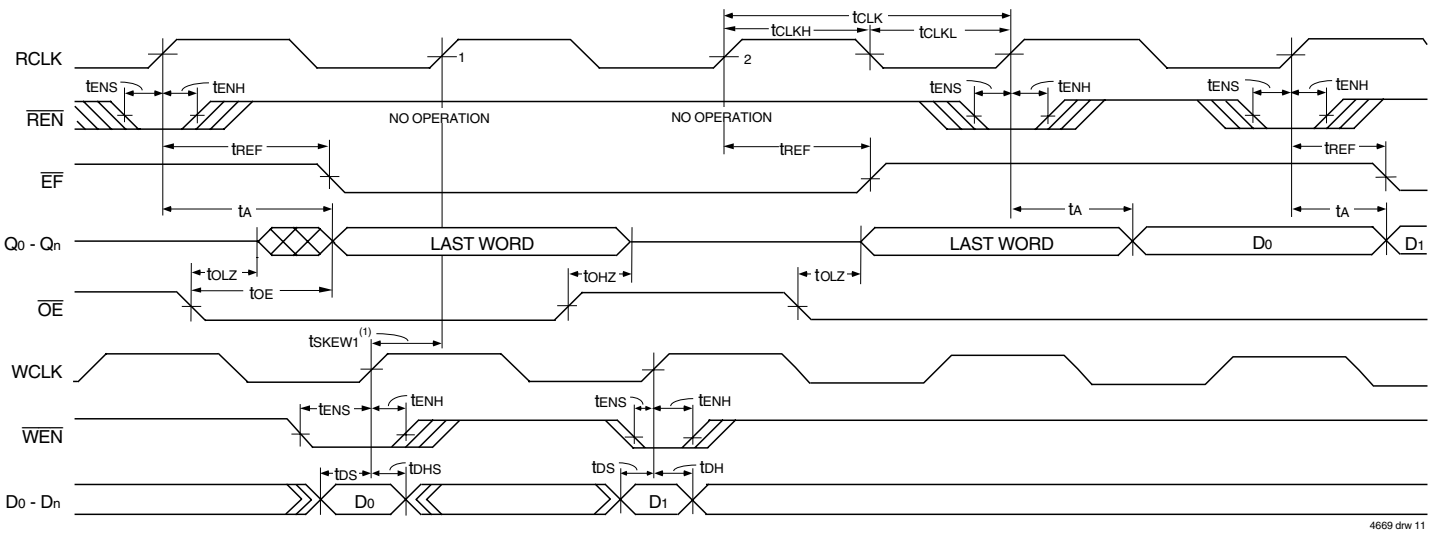 tCLK
tCLKH tCLKL
RCLK 1 2
tENS tENH tENS tENH tENS tENH
REN
NO OPERATION NO OPERATION
tREF tREF tREF
EF
tA tA tA
Q0 - Qn LAST WORD LAST WORD D0 D1
tOLZ tOHZ tOLZ
tOE
OE
tSKEW1(1)
WCLK
tENS tENH tENS tENH
WEN
tDS tDHS tDS tDH
D0 - Dn D0 D1
4669 drw 11